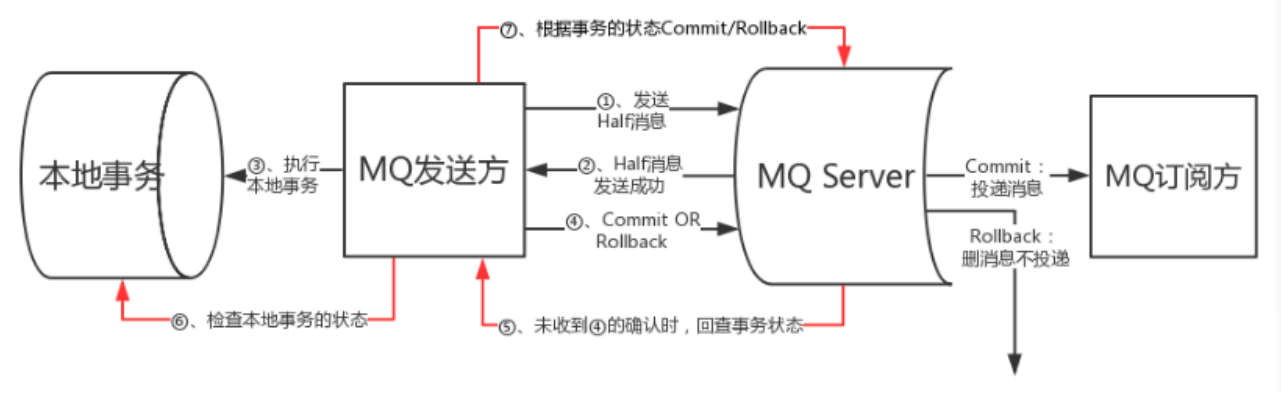 ⑦、根据事务的状态Commit/Rollback
①、发送
Half消息
本地事务
③、执行
本地事务
MQ发送方
②、Half消息
发送成功
MQ Server
Commit：
投递消息
MQ订阅方
④、Commit OR
Rollback
Rollback：
删消息不投递
⑥、检查本地事务的状态
⑤、未收到④的确认时，回查事务状态